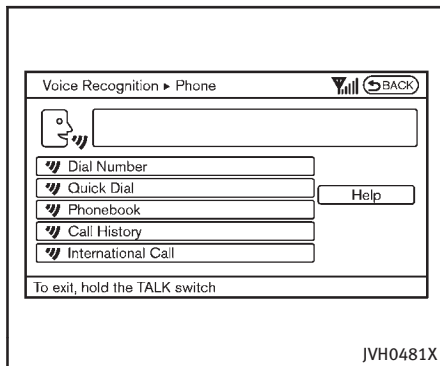 Voice Recognition ▸ Phone
BACK
Dial Number
Quick Dial
Help
Phonebook
Call History
International Call
To exit, hold the TALK switch
JVH0481X